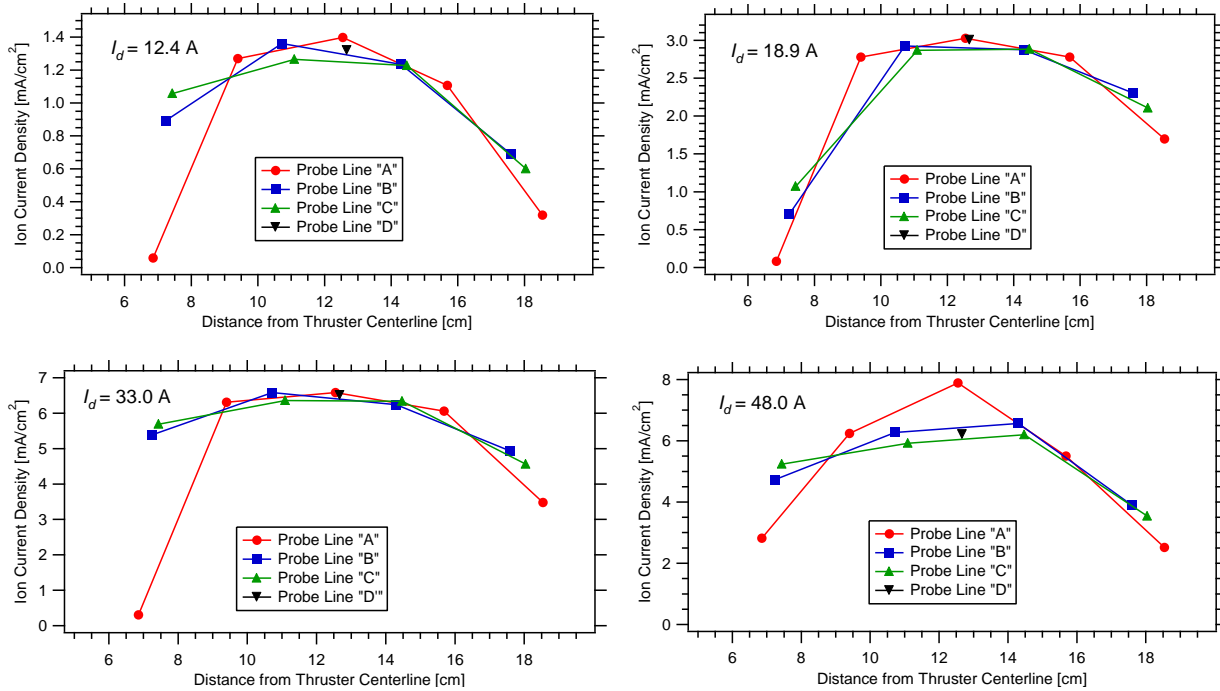 I_d = 12.4 A
Ion Current Density [mA/cm²]
1.4
1.2
1.0
0.8
0.6
0.4
0.2
0.0
Probe Line "A"
Probe Line "B"
Probe Line "C"
Probe Line "D"
6 8 10 12 14 16 18
Distance from Thruster Centerline [cm]
I_d = 18.9 A
Ion Current Density [mA/cm²]
3.0
2.5
2.0
1.5
1.0
0.5
0.0
Probe Line "A"
Probe Line "B"
Probe Line "C"
Probe Line "D"
6 8 10 12 14 16 18
Distance from Thruster Centerline [cm]
I_d = 33.0 A
Ion Current Density [mA/cm²]
7
6
5
4
3
2
1
0
Probe Line "A"
Probe Line "B"
Probe Line "C"
Probe Line "D'"
6 8 10 12 14 16 18
Distance from Thruster Centerline [cm]
I_d = 48.0 A
Ion Current Density [mA/cm²]
8
6
4
2
0
Probe Line "A"
Probe Line "B"
Probe Line "C"
Probe Line "D"
6 8 10 12 14 16 18
Distance from Thruster Centerline [cm]